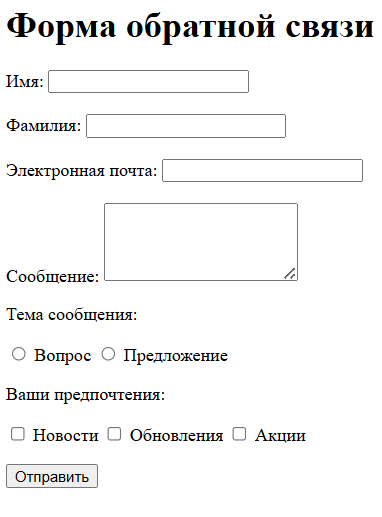 Форма обратной связи
Имя:
Фамилия:
Электронная почта:
Сообщение:
Тема сообщения:
Вопрос Предложение
Ваши предпочтения:
Новости Обновления Акции
Отправить